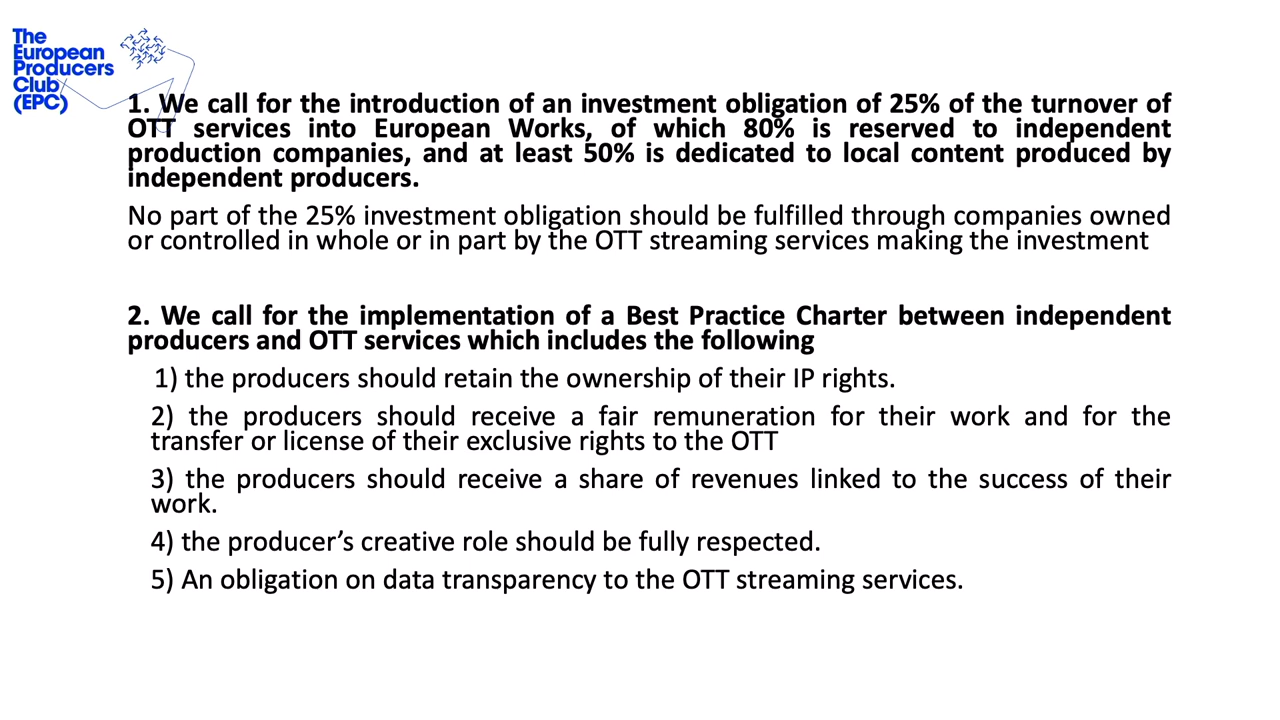 The
European
Producers
Club
(EPC)
1. We call for the introduction of an investment obligation of 25% of the turnover of
OTT services into European Works, of which 80% is reserved to independent
production companies, and at least 50% is dedicated to local content produced by
independent producers.
No part of the 25% investment obligation should be fulfilled through companies owned
or controlled in whole or in part by the OTT streaming services making the investment
2. We call for the implementation of a Best Practice Charter between independent
producers and OTT services which includes the following
1) the producers should retain the ownership of their IP rights.
2) the producers should receive a fair remuneration for their work and for the
transfer or license of their exclusive rights to the OTT
3) the producers should receive a share of revenues linked to the success of their
work.
4) the producer’s creative role should be fully respected.
5) An obligation on data transparency to the OTT streaming services.